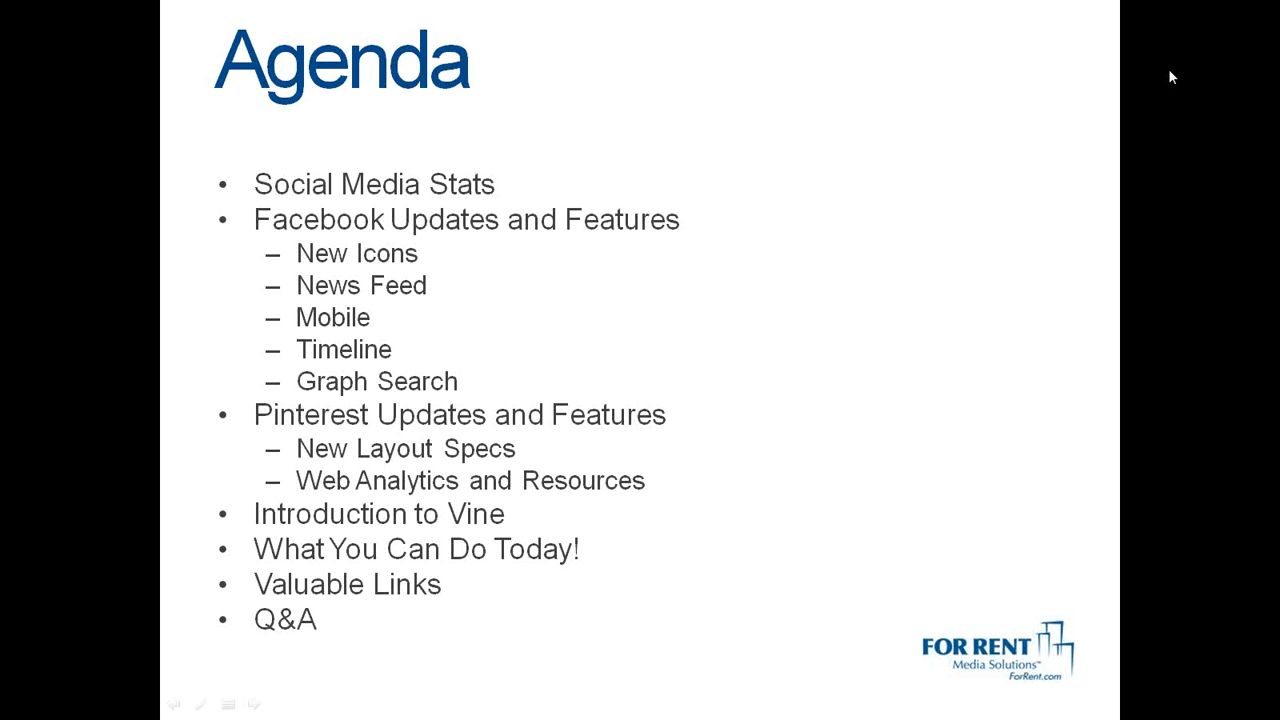 Agenda
• Social Media Stats
• Facebook Updates and Features
– New Icons
– News Feed
– Mobile
– Timeline
– Graph Search
• Pinterest Updates and Features
– New Layout Specs
– Web Analytics and Resources
• Introduction to Vine
• What You Can Do Today!
• Valuable Links
• Q&A
FOR RENT
Media Solutions™
ForRent.com